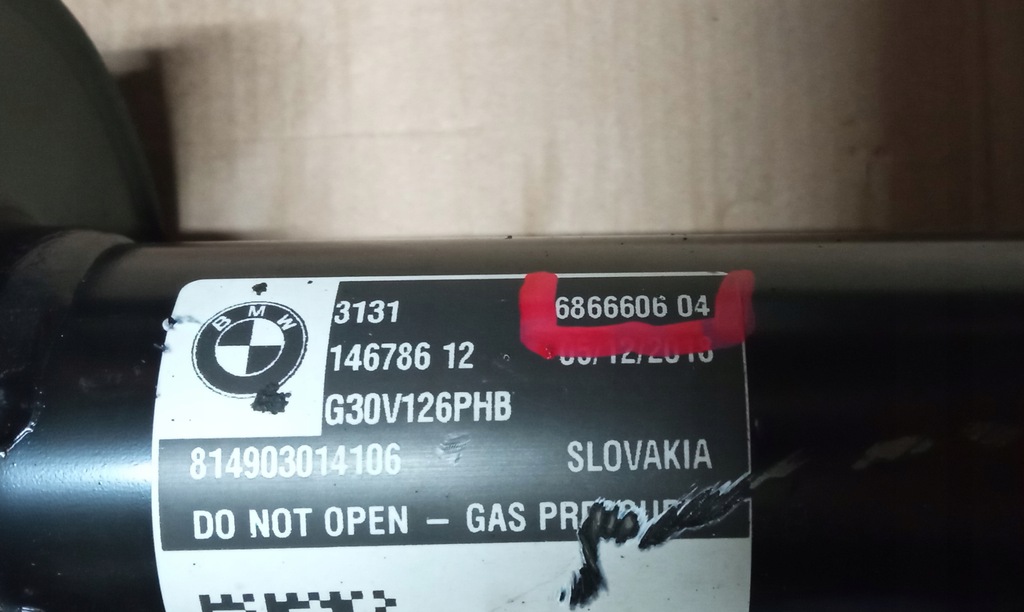 BMW
3131 6866606 04
146786 12
G30V126PHB
814903014106 SLOVAKIA
DO NOT OPEN – GAS